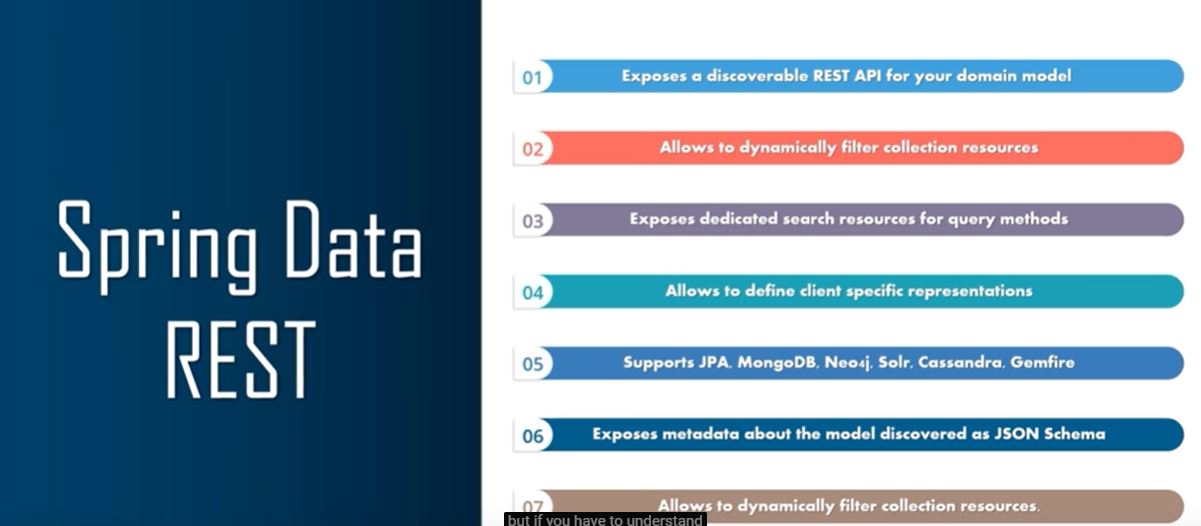 Spring Data
REST
01 Exposes a discoverable REST API for your domain model
02 Allows to dynamically filter collection resources
03 Exposes dedicated search resources for query methods
04 Allows to define client specific representations
05 Supports JPA, MongoDB, Neo4j, Solr, Cassandra, Gemfire
06 Exposes metadata about the model discovered as JSON Schema
07 Allows to dynamically filter collection resources.
but if you have to understand